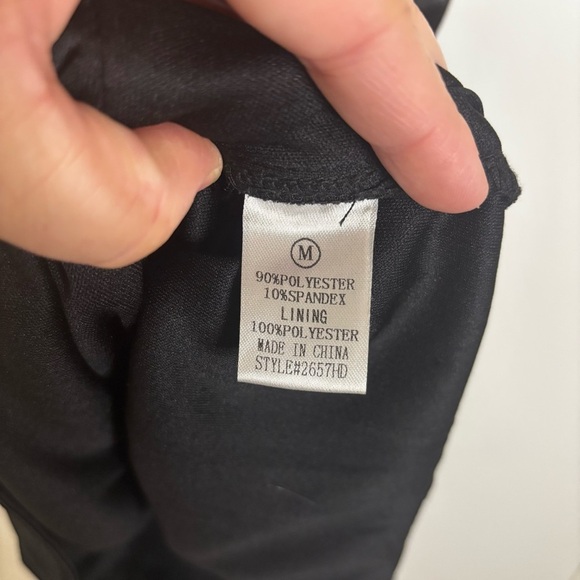 M
90%POLYESTER
10%SPANDEX
LINING
100%POLYESTER
MADE IN CHINA
STYLE#2657HD